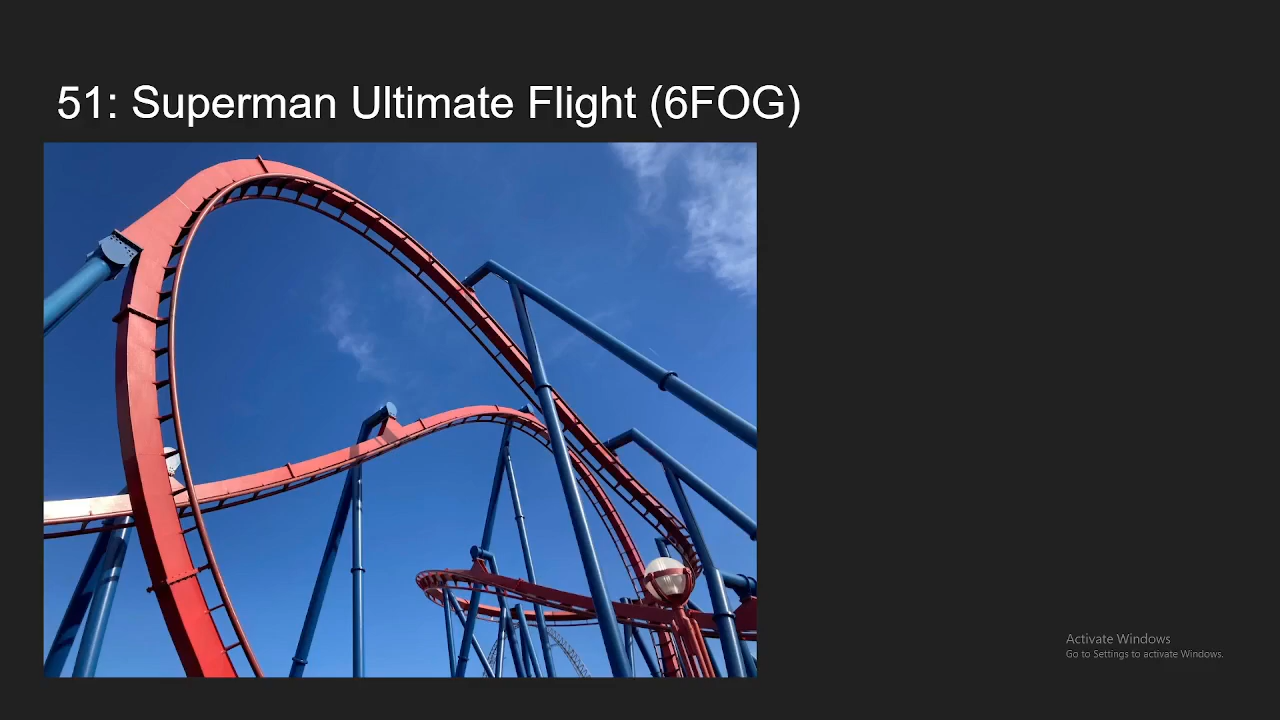 51: Superman Ultimate Flight (6FOG)
Activate Windows
Go to Settings to activate Windows.